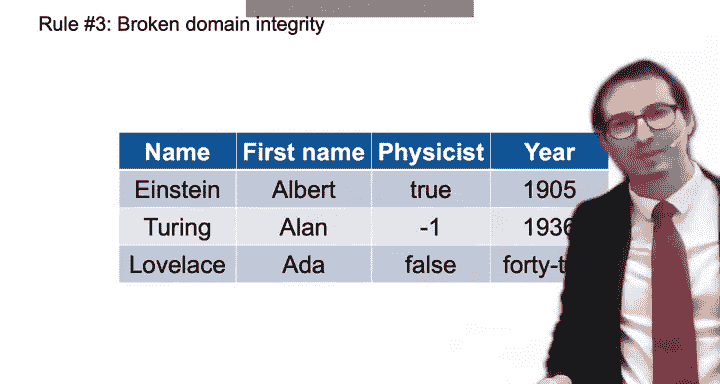 Rule #3: Broken domain integrity
Name First name Physicist Year
Einstein Albert true 1905
Turing Alan -1 1936
Lovelace Ada false